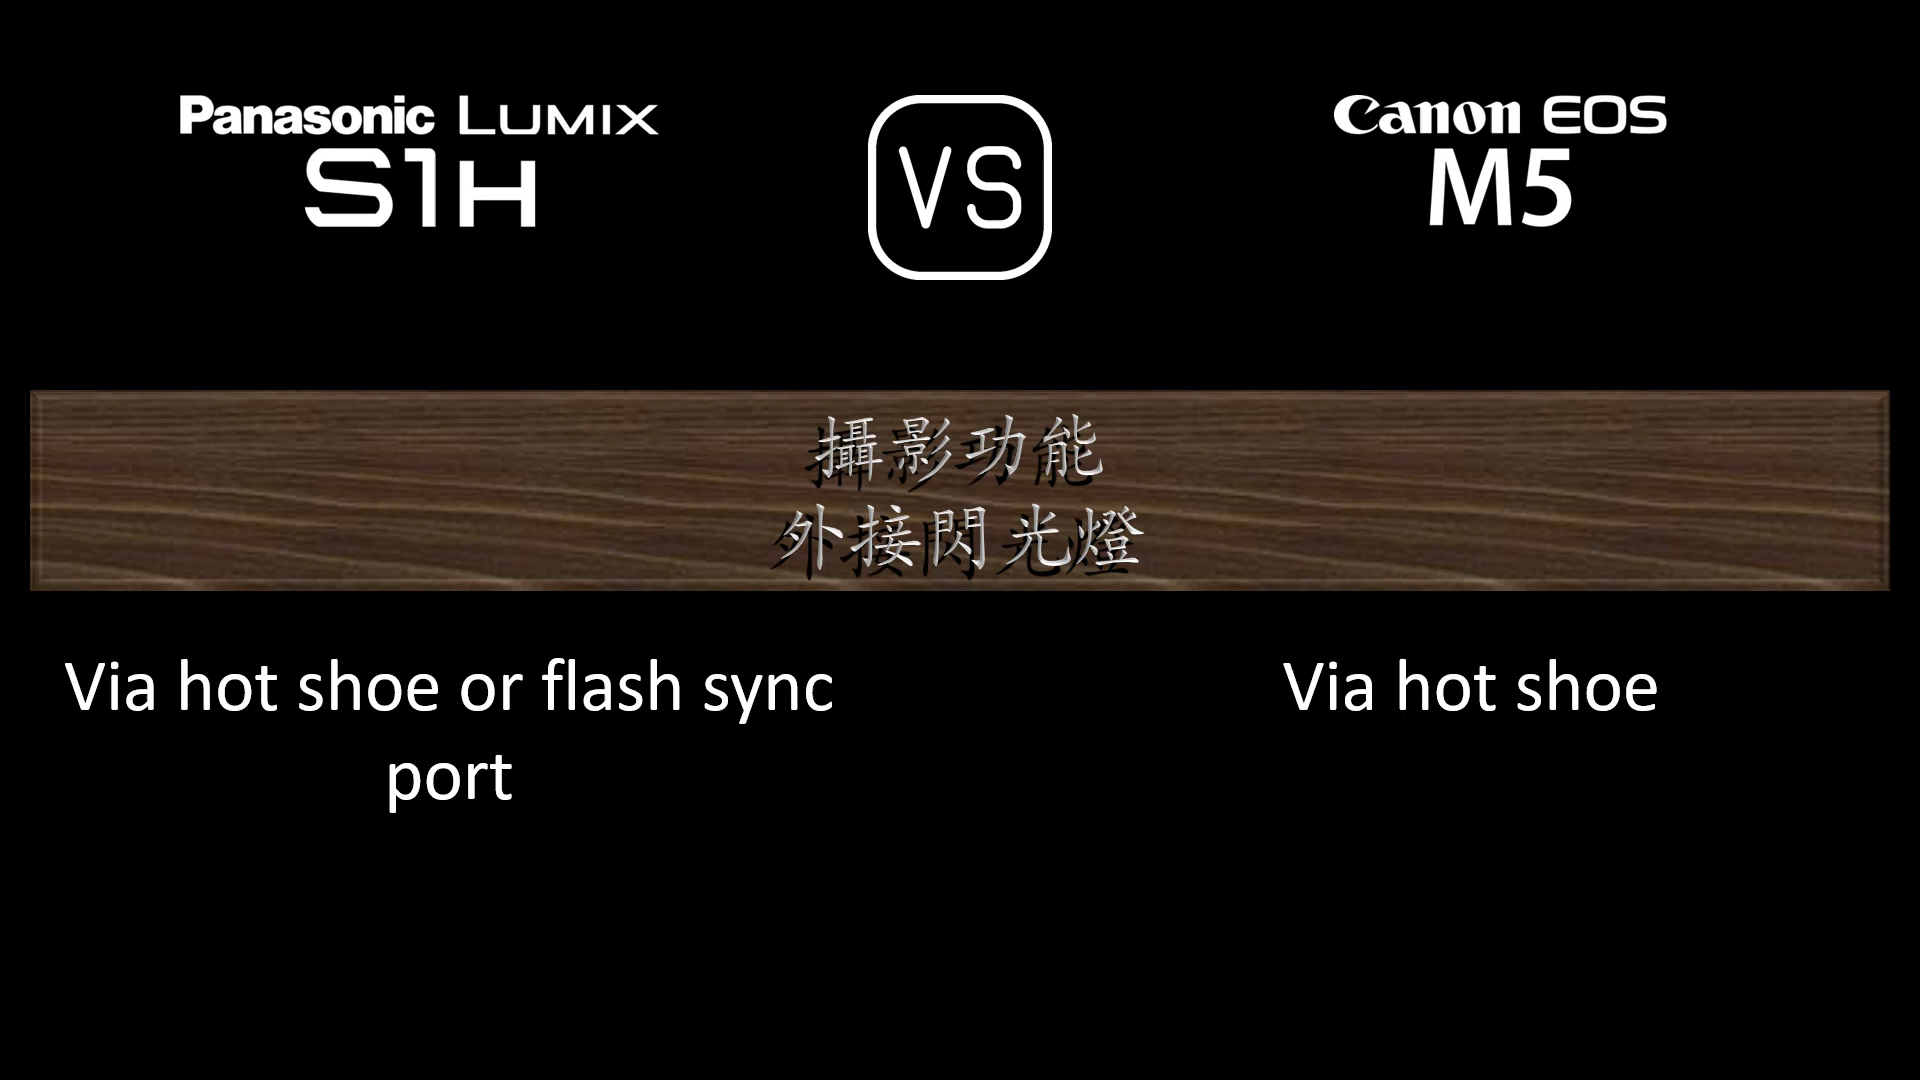 Panasonic LUMIX
S1H
VS
Canon EOS
M5
攝影功能
外接閃光燈
Via hot shoe or flash sync
port
Via hot shoe